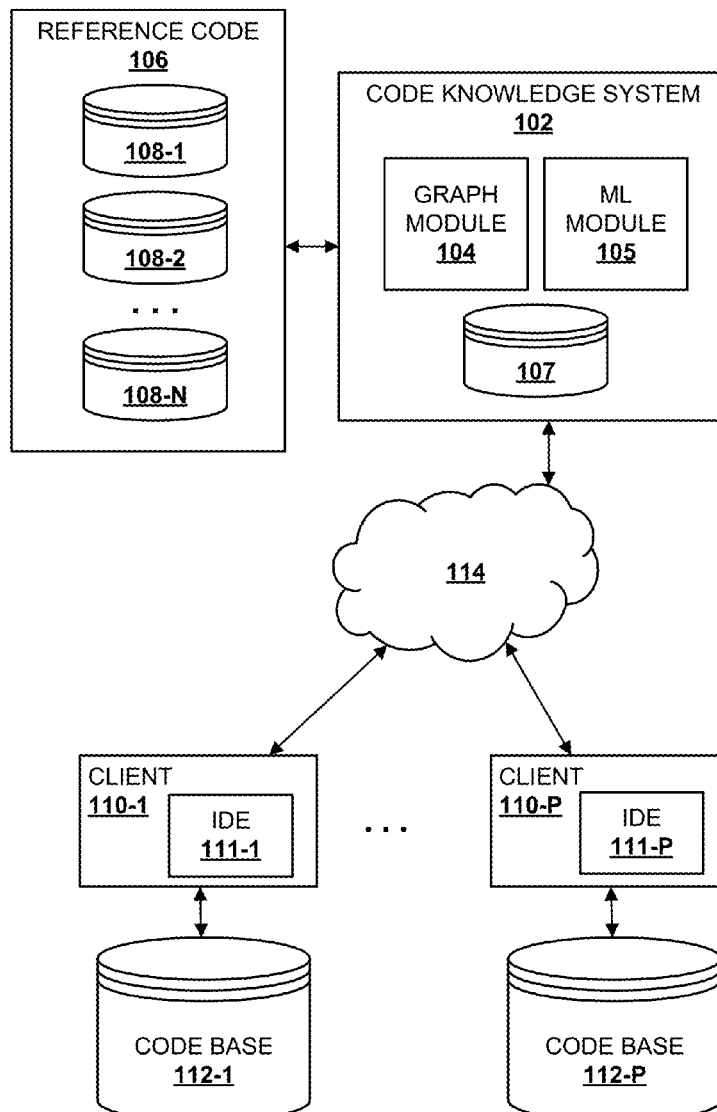 REFERENCE CODE
106
108-1
108-2
. . .
108-N
CODE KNOWLEDGE SYSTEM
102
GRAPH
MODULE
104
ML
MODULE
105
107
114
CLIENT
110-1
IDE
111-1
. . .
CLIENT
110-P
IDE
111-P
CODE BASE
112-1
CODE BASE
112-P